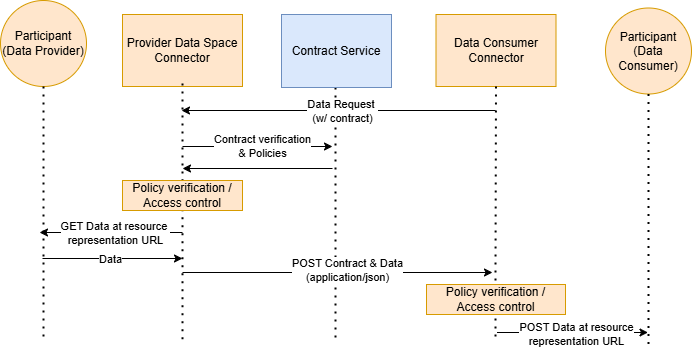 Participant
(Data Provider)
Provider Data Space
Connector
Contract Service
Data Consumer
Connector
Participant
(Data
Consumer)
Data Request
(w/ contract)
Contract verification
& Policies
Policy verification /
Access control
GET Data at resource
representation URL
Data
POST Contract & Data
(application/json)
Policy verification /
Access control
POST Data at resource
representation URL